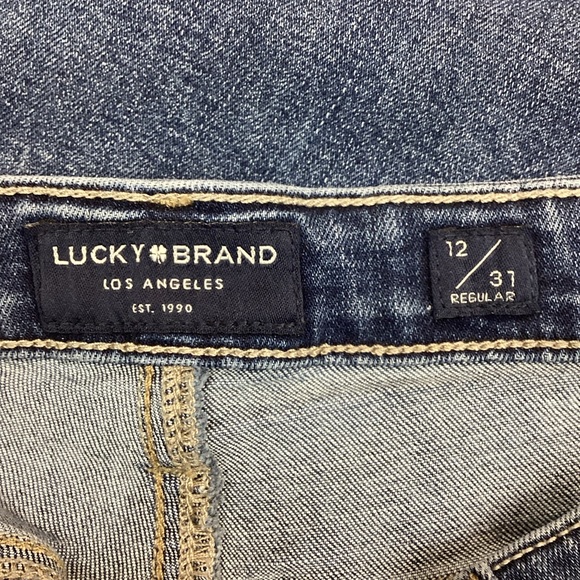 LUCKY BRAND
LOS ANGELES
EST. 1990
12/31
REGULAR